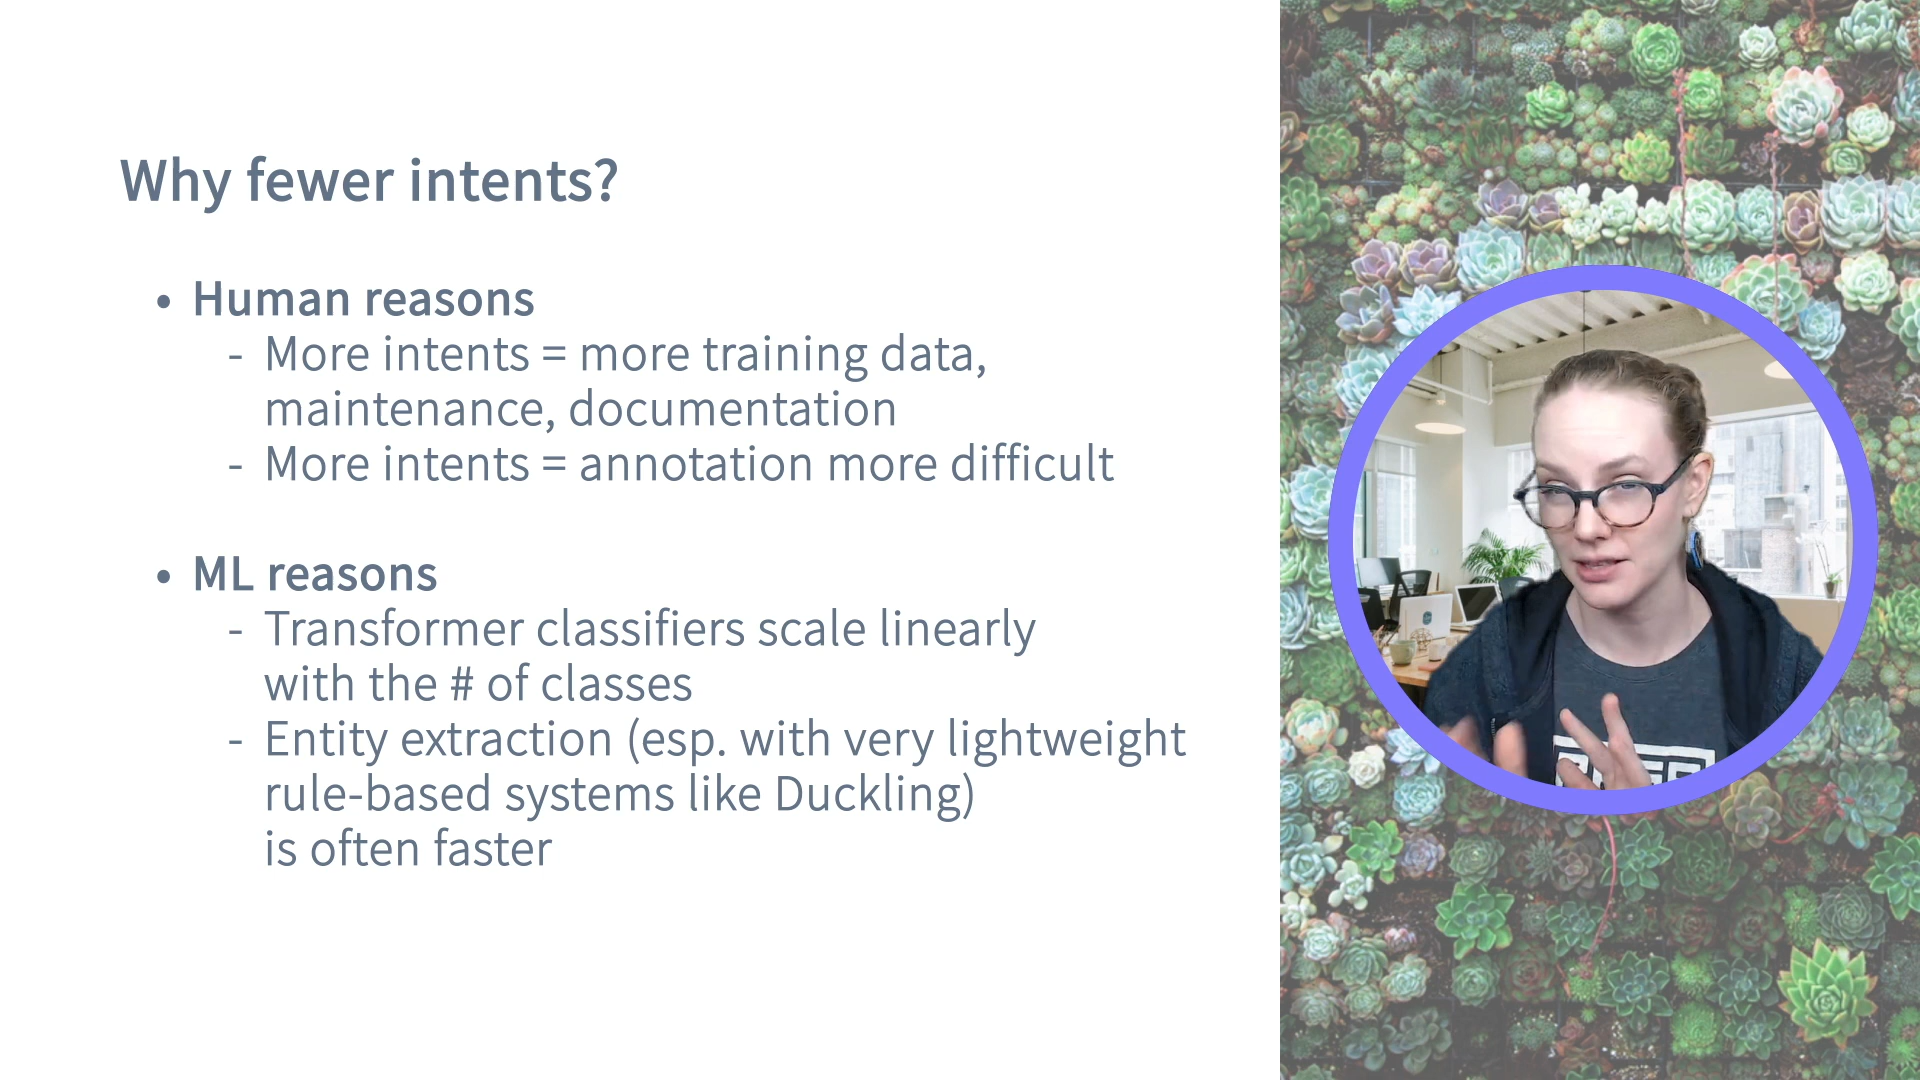 Why fewer intents?
• Human reasons
- More intents = more training data,
maintenance, documentation
- More intents = annotation more difficult
• ML reasons
- Transformer classifiers scale linearly
with the # of classes
- Entity extraction (esp. with very lightweight
rule-based systems like Duckling)
is often faster